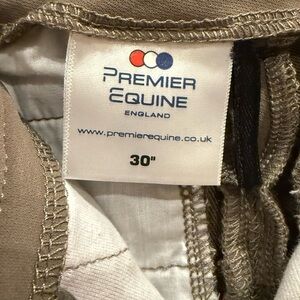 PREMIER
EQUINE
ENGLAND
www.premierequine.co.uk
30"